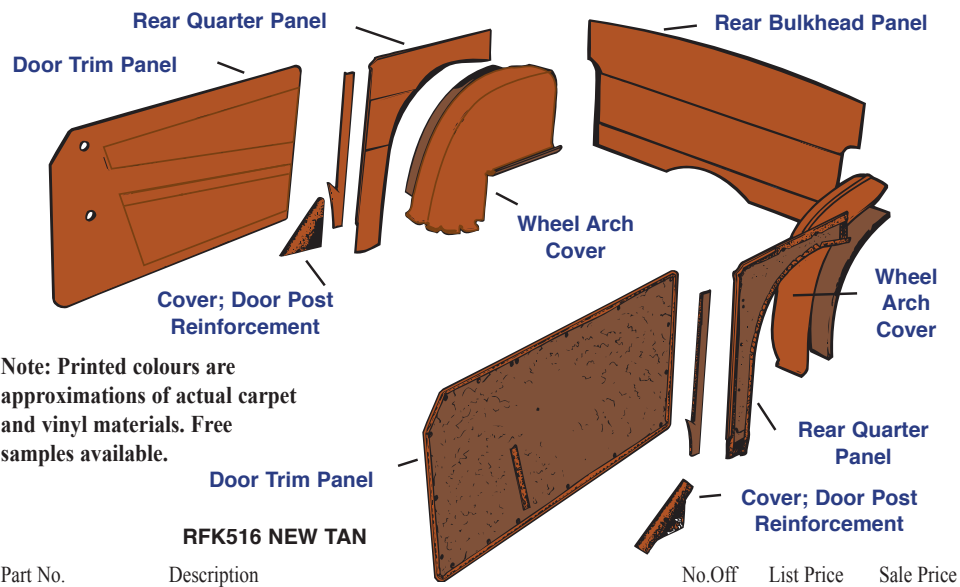 Rear Quarter Panel
Rear Bulkhead Panel
Door Trim Panel
Wheel Arch
Cover
Wheel
Arch
Cover
Cover; Door Post
Reinforcement
Note: Printed colours are
approximations of actual carpet
and vinyl materials. Free
samples available.
Rear Quarter
Panel
Door Trim Panel
Cover; Door Post
Reinforcement
RFK516 NEW TAN
Part No. Description No.Off List Price Sale Price